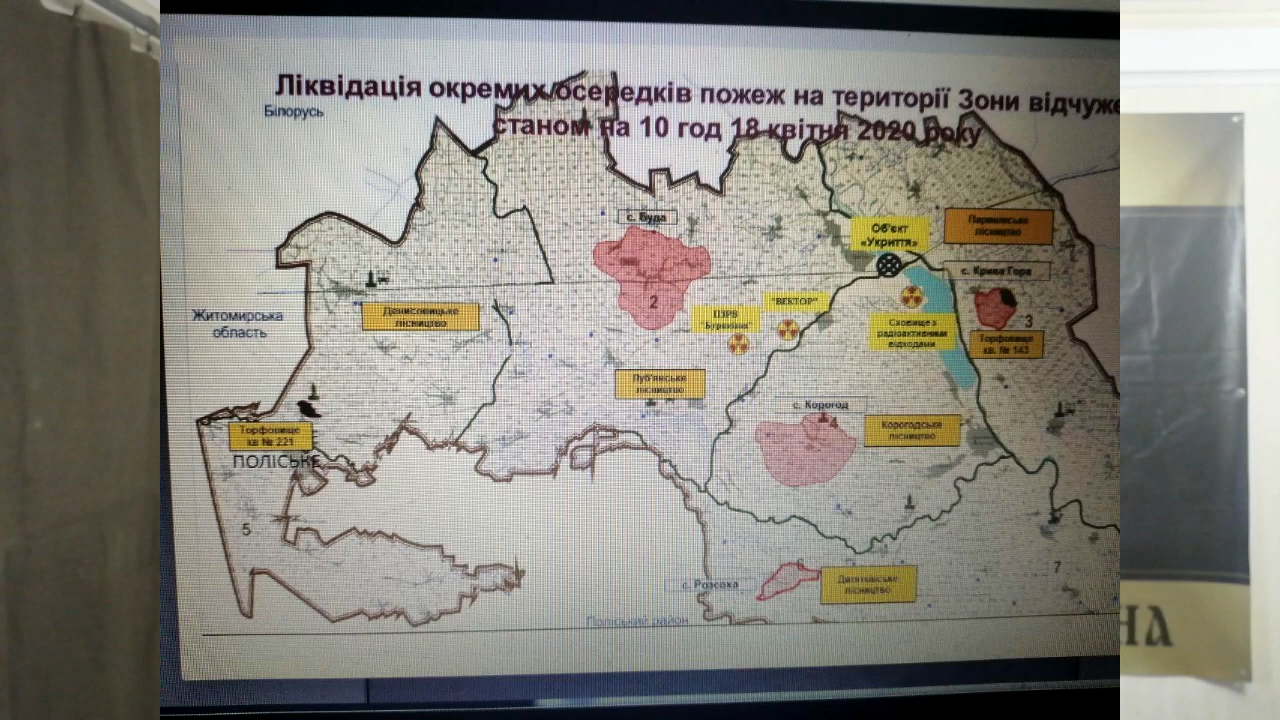 Ліквідація окремих осередків пожеж на території Зони відчуже
станом на 10 год 18 квітня 2020 року
Білорусь
с. Буда
Об'єкт
«Укриття»
Паришівське
лісництво
с. Крива Гора
2
"ВЕКТОР"
ПЗРВ
"Буряківка"
Сховище з
радіоактивними
відходами
3
Торфовище
кв. № 143
Житомирська
область
Денисовицьке
лісництво
Луб'янське
лісництво
с. Корогод
4
Корогодське
лісництво
Торфовище
кв № 221
ПОЛІСЬКЕ
5
7
с. Розсоха
Дитятківське
лісництво
Поліський район
НА